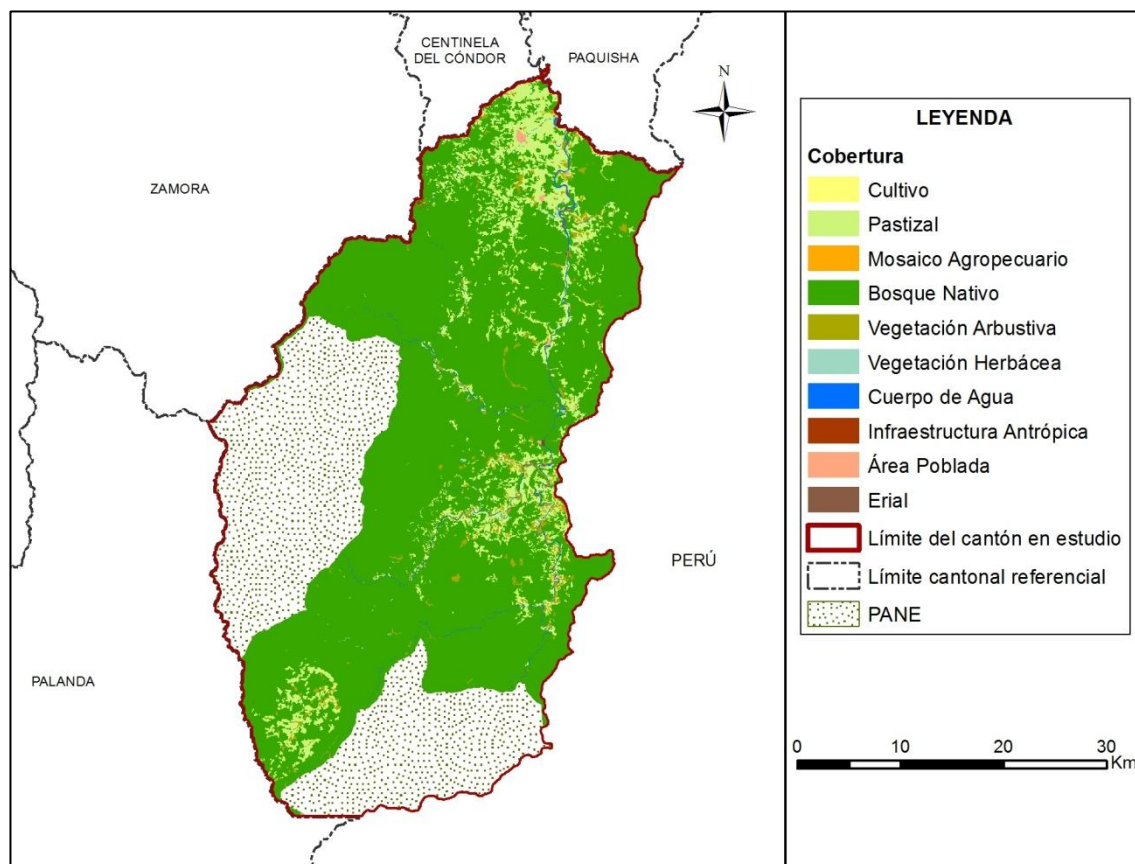 CENTINELA
DEL CÓNDOR
PAQUISHA
N
ZAMORA
PERÚ
PALANDA
LEYENDA
Cobertura
Cultivo
Pastizal
Mosaico Agropecuario
Bosque Nativo
Vegetación Arbustiva
Vegetación Herbácea
Cuerpo de Agua
Infraestructura Antrópica
Área Poblada
Erial
Límite del cantón en estudio
Límite cantonal referencial
PANE
0 10 20 30
Km